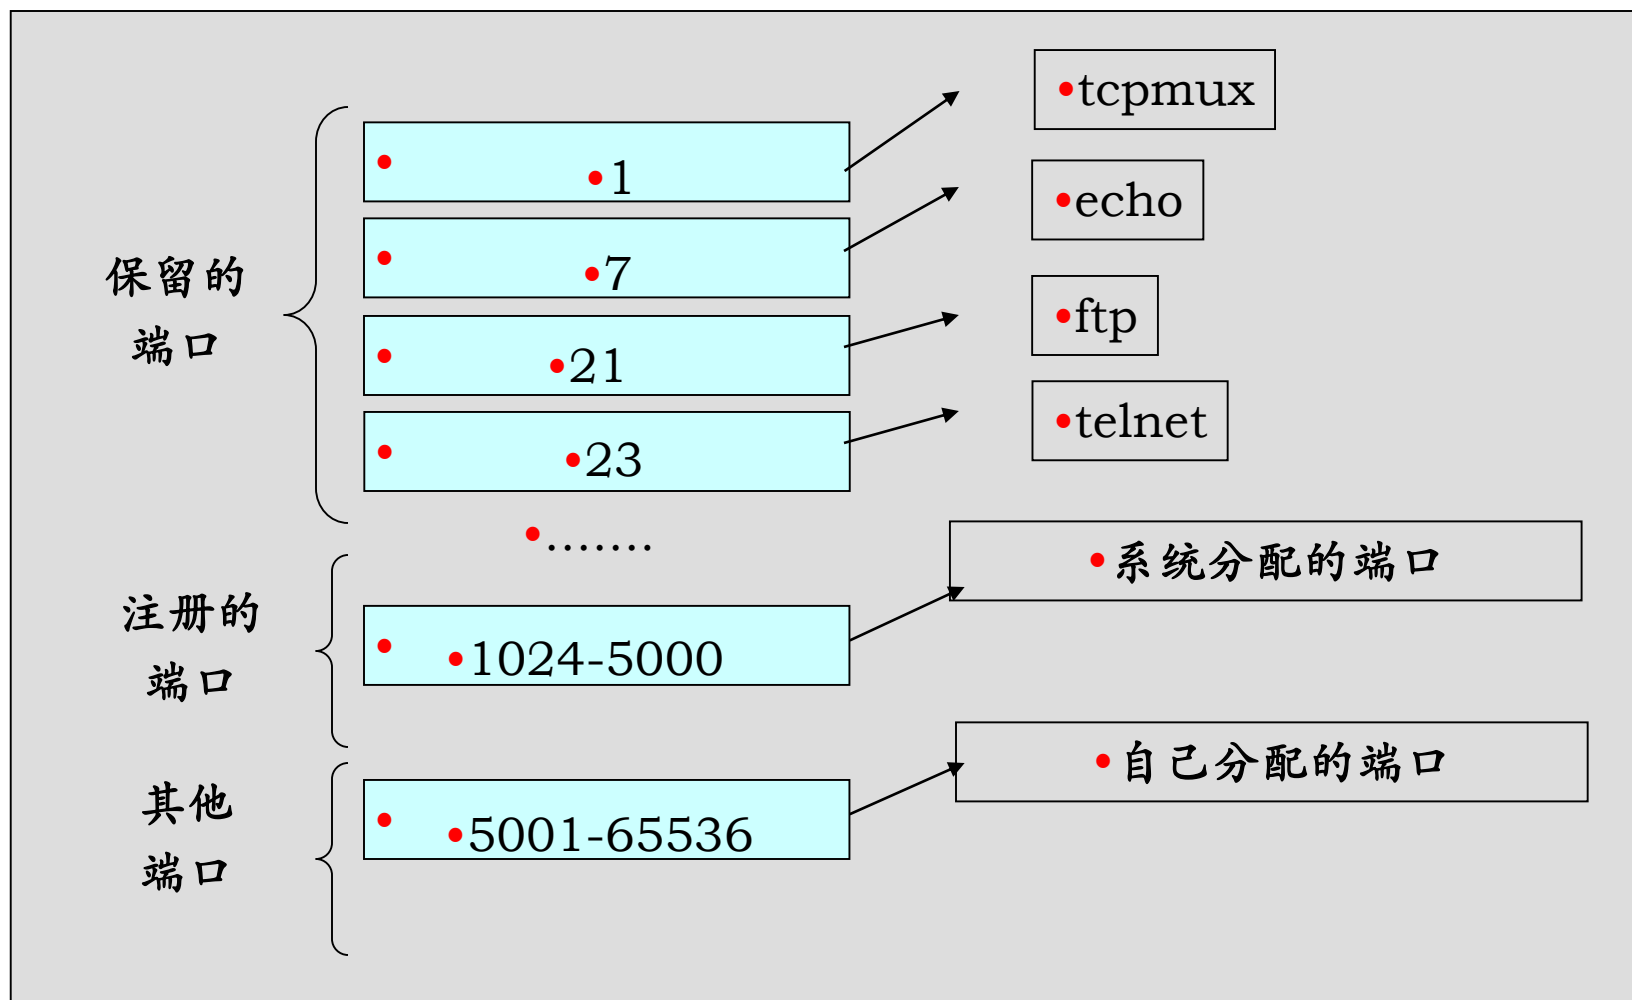 保留的
端口
•1
•tcpmux
•7
•echo
•21
•ftp
•23
•telnet
•.......
注册的
端口
•1024-5000
•系统分配的端口
其他
端口
•5001-65536
•自己分配的端口